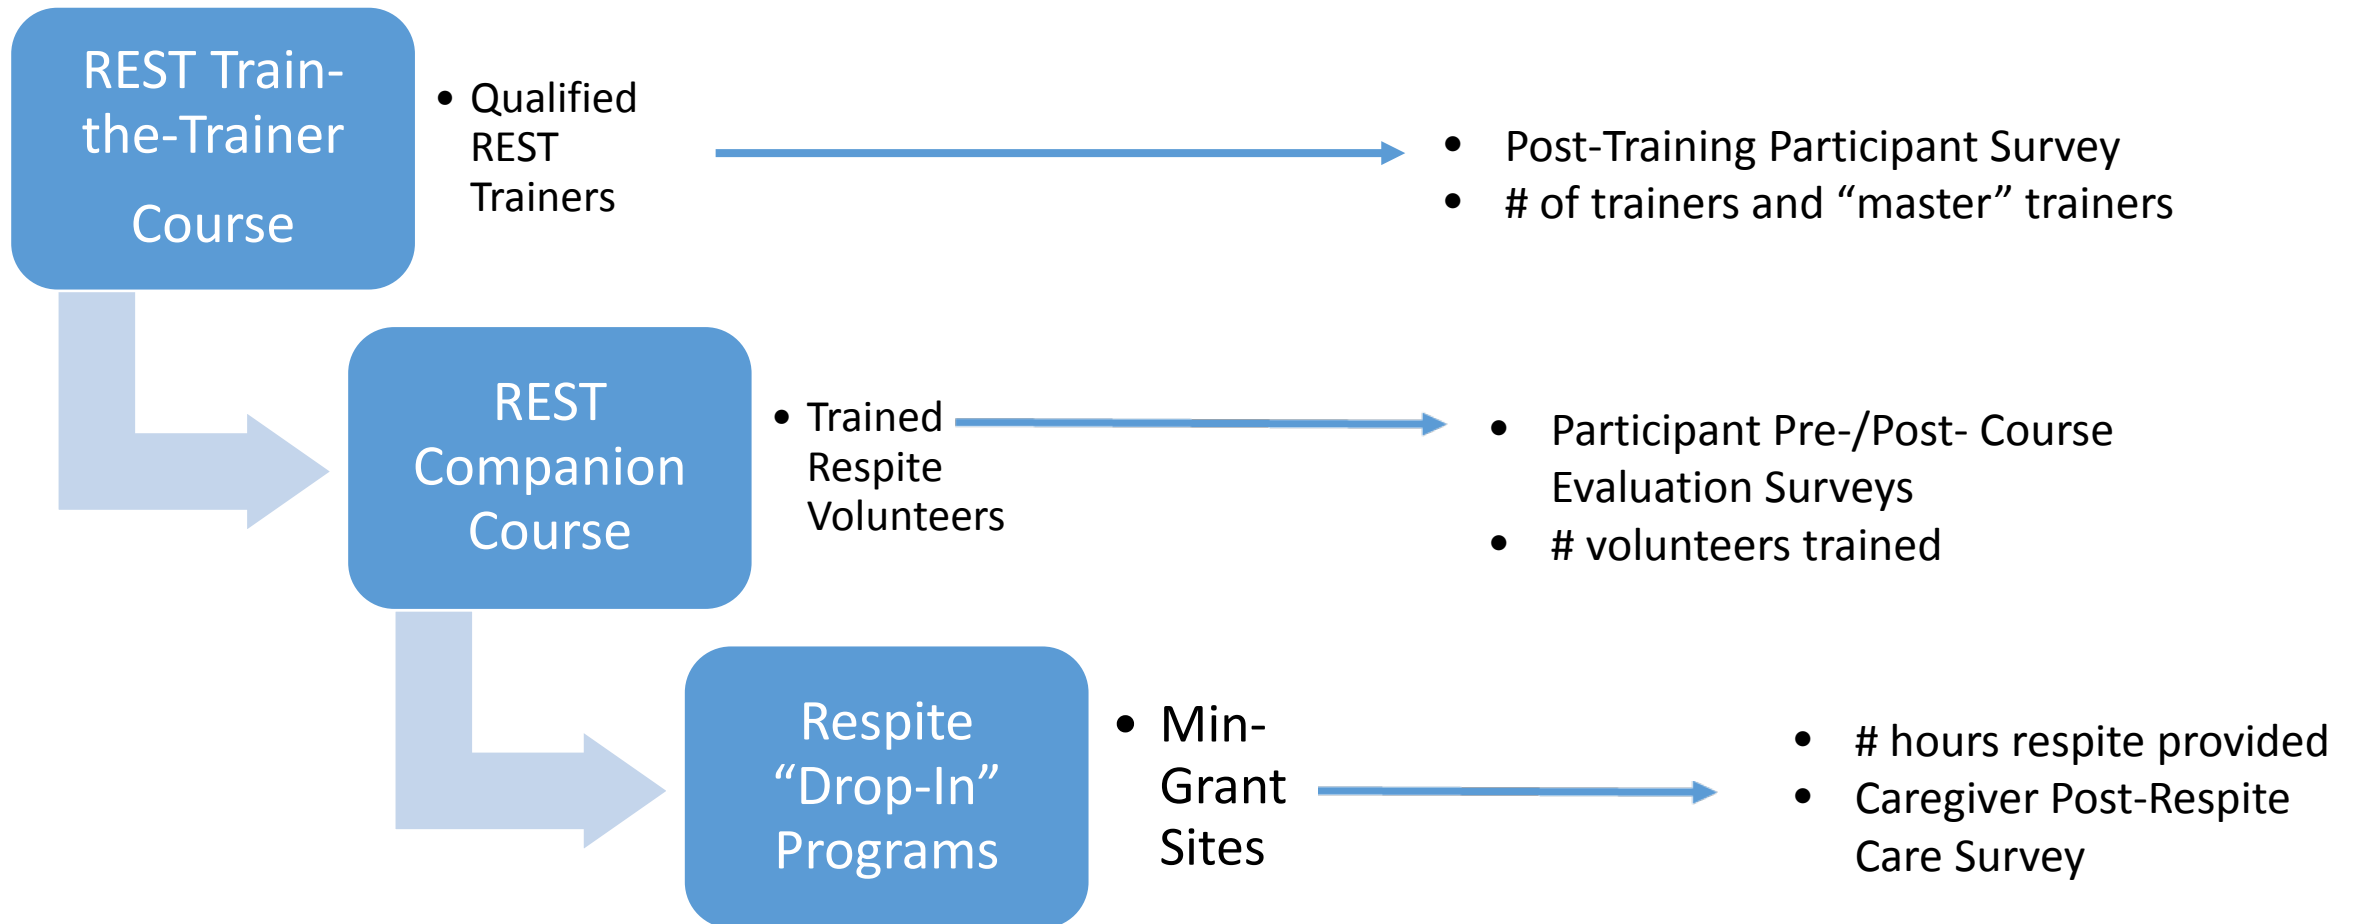 REST Train-
the-Trainer
Course
• Qualified
REST
Trainers
• Post-Training Participant Survey
• # of trainers and “master” trainers
REST
Companion
Course
• Trained
Respite
Volunteers
• Participant Pre-/Post- Course
Evaluation Surveys
• # volunteers trained
Respite
“Drop-In”
Programs
• Min-
Grant
Sites
• # hours respite provided
• Caregiver Post-Respite
Care Survey